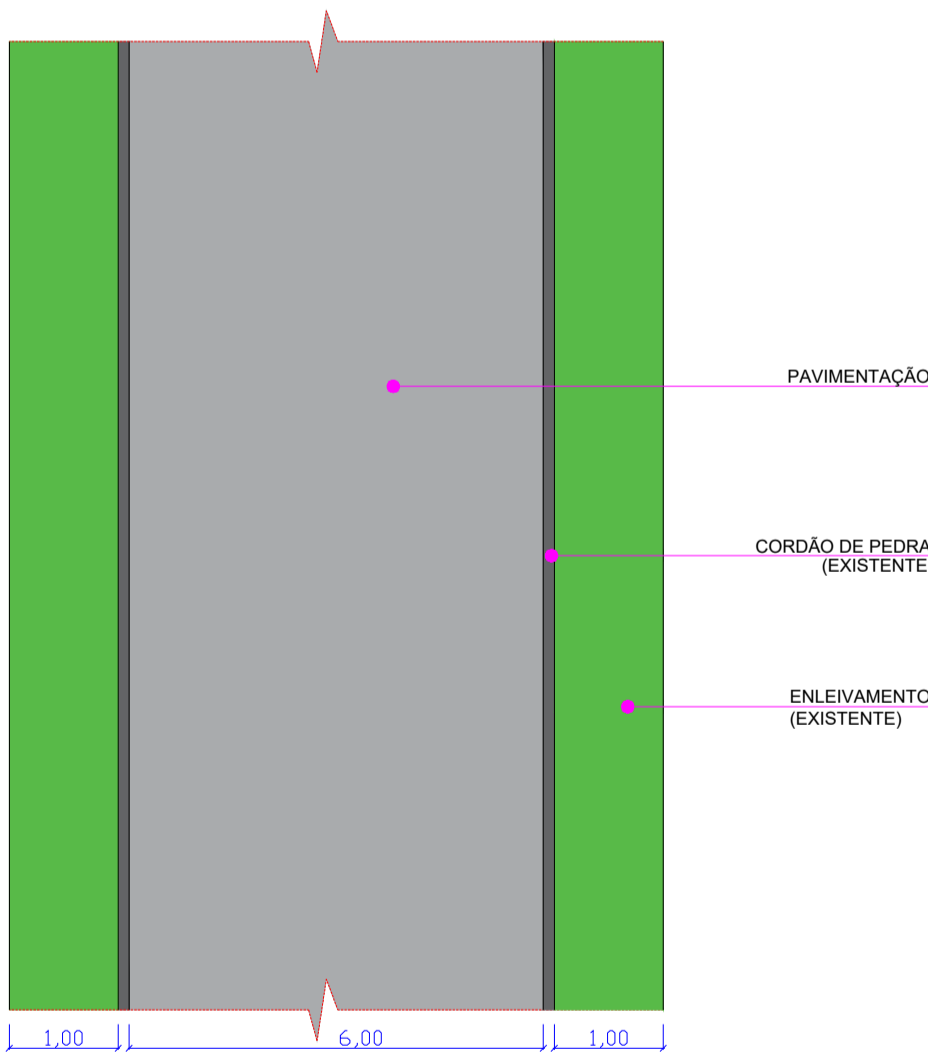 PAVIMENTAÇÃO
CORDÃO DE PEDRA
(EXISTENTE
ENLEIVAMENTO
(EXISTENTE)
1,00
6,00
1,00